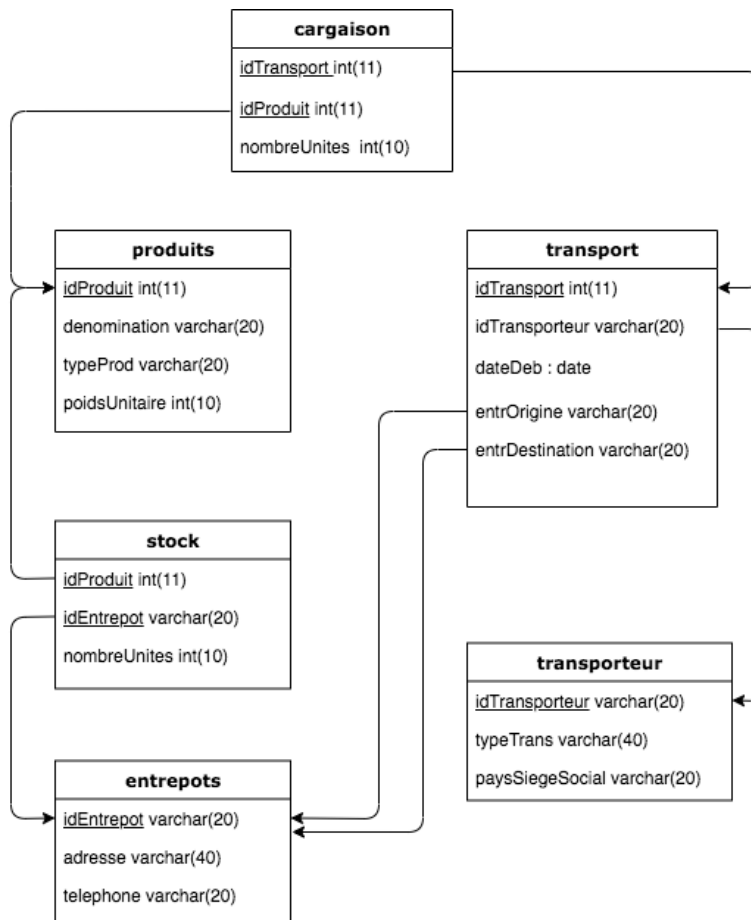 cargaison
idTransport int(11)
idProduit int(11)
nombreUnites int(10)
produits
idProduit int(11)
denomination varchar(20)
typeProd varchar(20)
poidsUnitaire int(10)
transport
idTransport int(11)
idTransporteur varchar(20)
dateDeb : date
entrOrigine varchar(20)
entrDestination varchar(20)
stock
idProduit int(11)
idEntrepot varchar(20)
nombreUnites int(10)
transporteur
idTransporteur varchar(20)
typeTrans varchar(40)
paysSiegeSocial varchar(20)
entrepots
idEntrepot varchar(20)
adresse varchar(40)
telephone varchar(20)